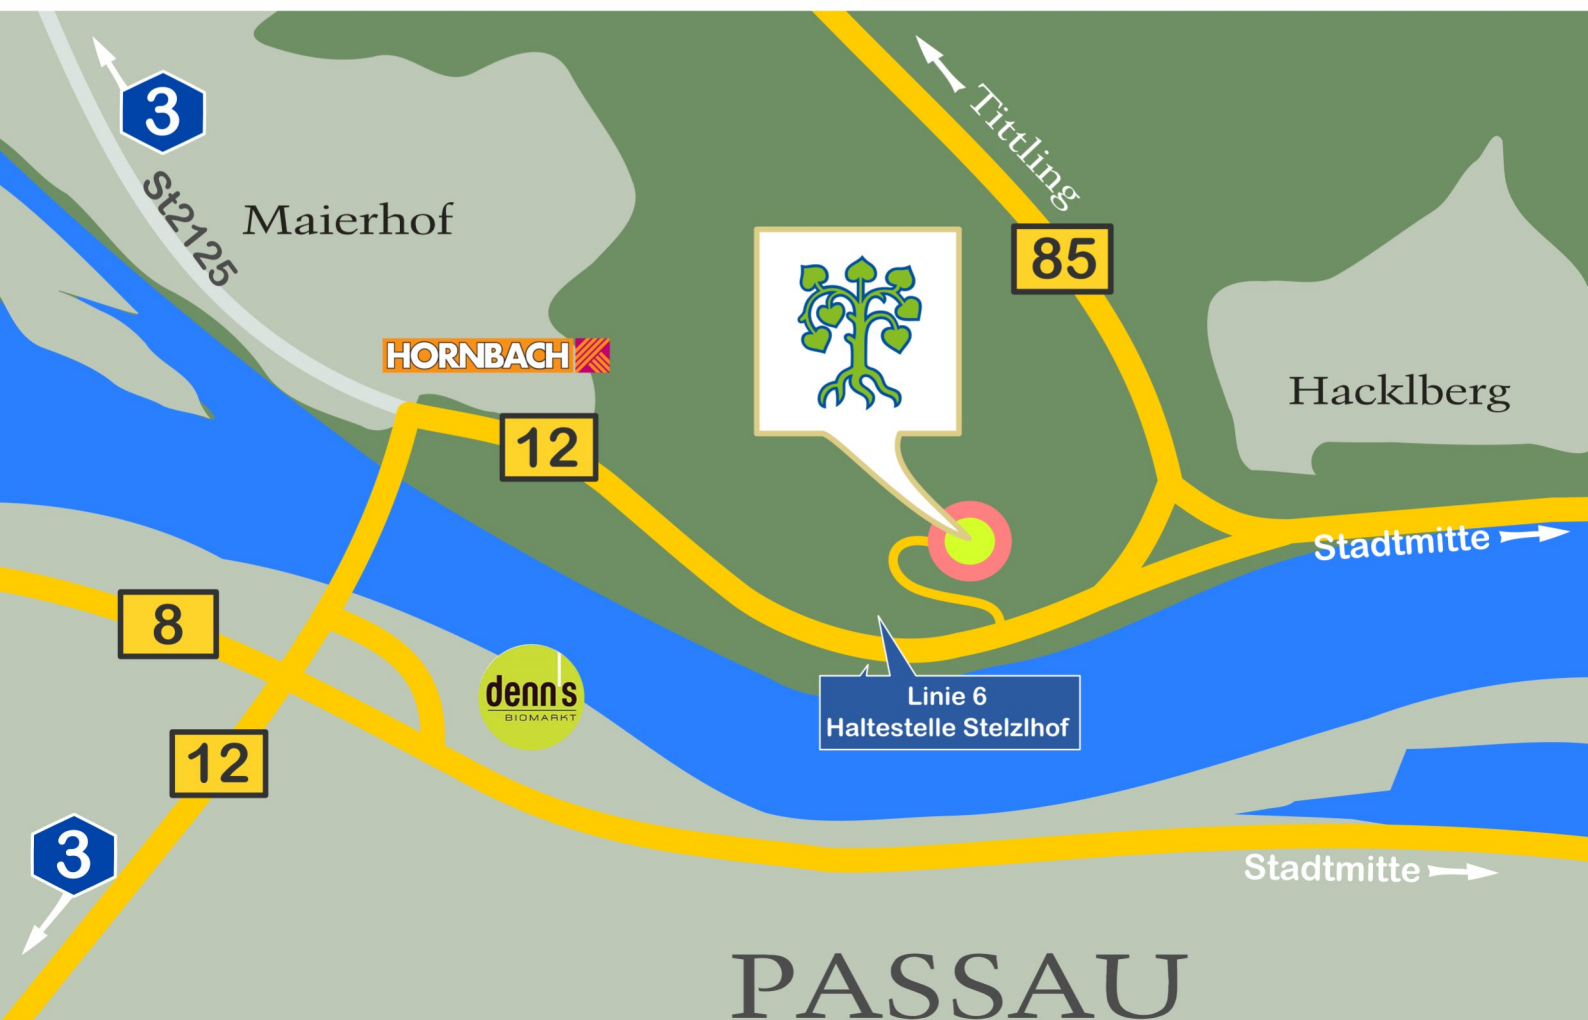 3
St2125
Maierhof
Tittling
85
HORNBACH
12
Hacklberg
Stadtmitte
8
denn's
BIOMARKT
Linie 6
Haltestelle Stelzlhof
12
3
Stadtmitte
PASSAU